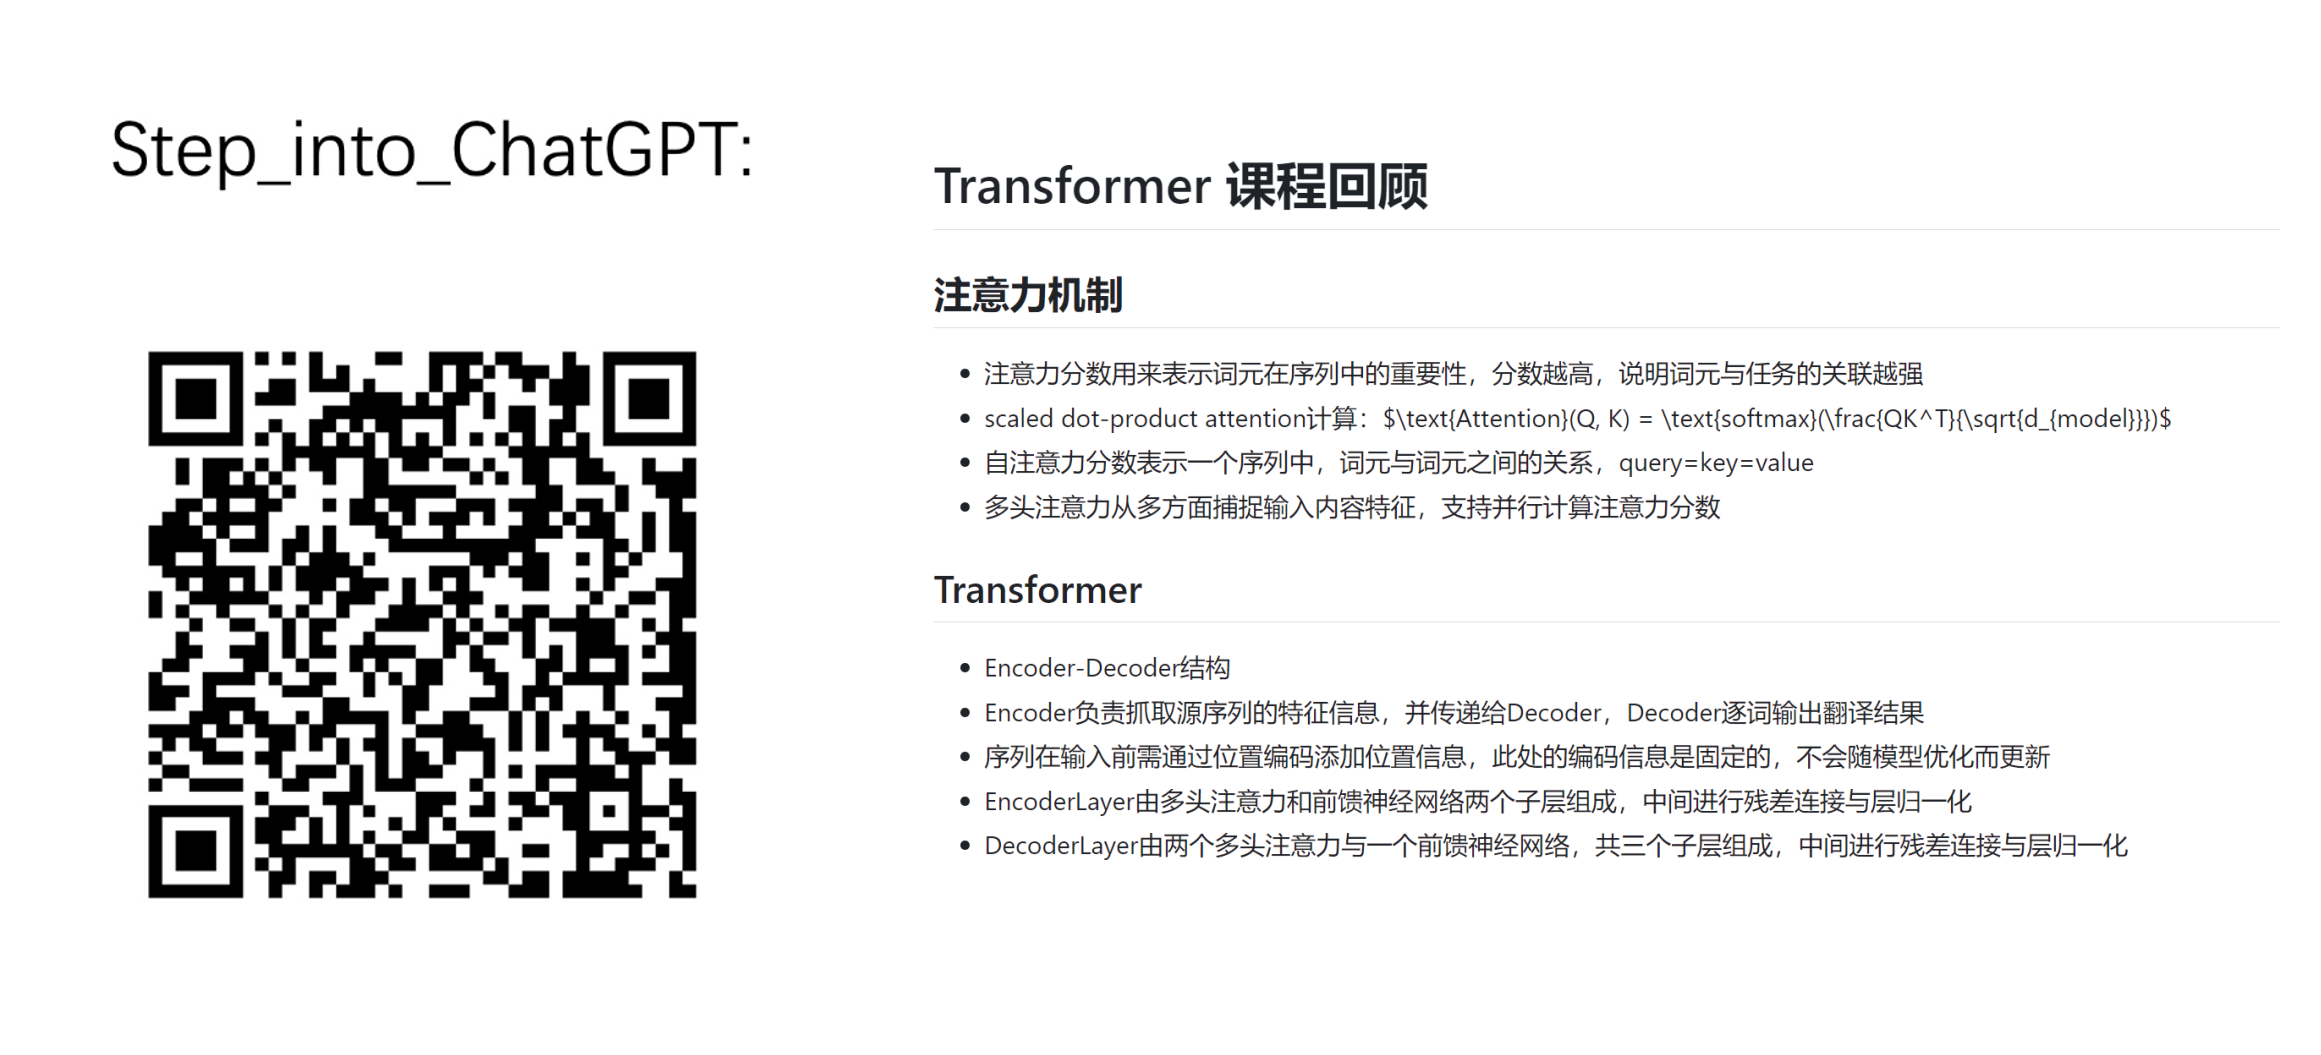 Step_into_ChatGPT:
Transformer 课程回顾
注意力机制
注意力分数用来表示词元在序列中的重要性，分数越高，说明词元与任务的关联越强
scaled dot-product attention计算：$\text{Attention}(Q, K) = \text{softmax}(\frac{QK^T}{\sqrt{d_{model}}})$
自注意力分数表示一个序列中，词元与词元之间的关系，query=key=value
多头注意力从多方面捕捉输入内容特征，支持并行计算注意力分数
Transformer
Encoder-Decoder结构
Encoder负责抓取源序列的特征信息，并传递给Decoder，Decoder逐词输出翻译结果
序列在输入前需通过位置编码添加位置信息，此处的编码信息是固定的，不会随模型优化而更新
EncoderLayer由多头注意力和前馈神经网络两个子层组成，中间进行残差连接与层归一化
DecoderLayer由两个多头注意力与一个前馈神经网络，共三个子层组成，中间进行残差连接与层归一化